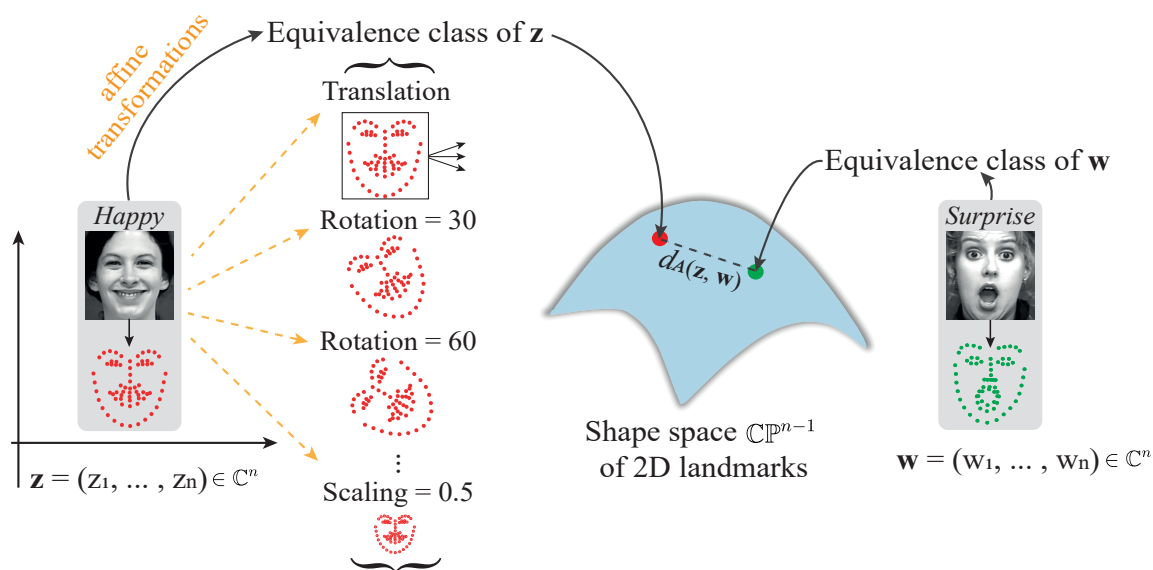 affine
transformations
Equivalence class of z
Translation
Rotation = 30
Rotation = 60
⋮
Scaling = 0.5
Happy
z = (z₁, ... , zₙ) ∈ ℂⁿ
d_A(z, w)
Shape space ℂℙⁿ⁻¹
of 2D landmarks
Equivalence class of w
Surprise
w = (w₁, ... , wₙ) ∈ ℂⁿ